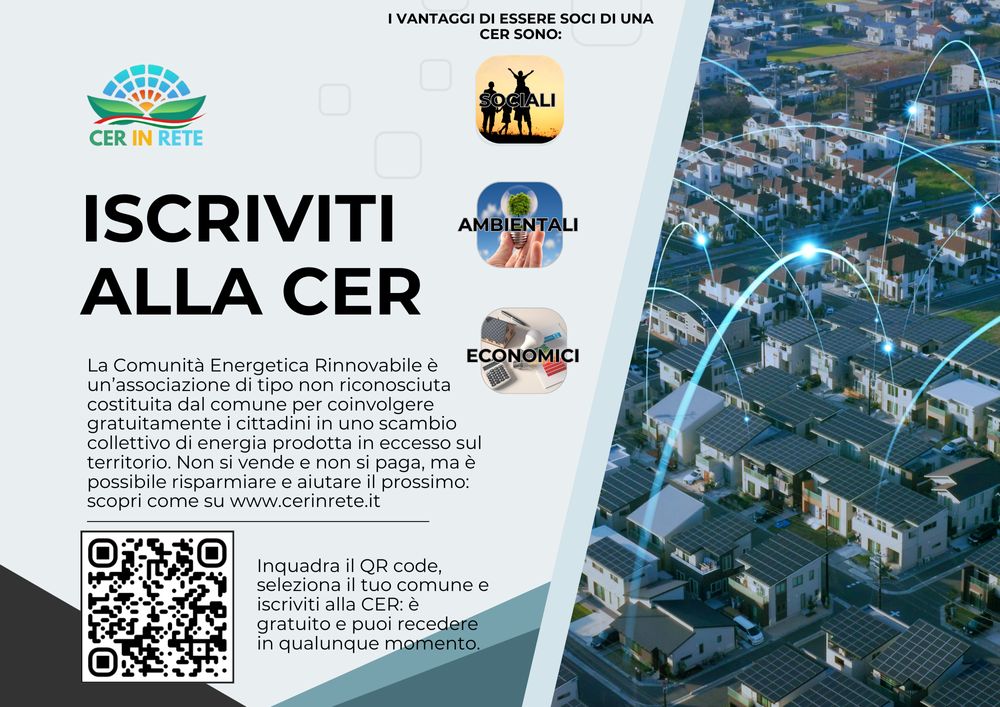 I VANTAGGI DI ESSERE SOCI DI UNA
CER SONO:
SOCIALI
AMBIENTALI
ECONOMICI
CER IN RETE
ISCRIVITI
ALLA CER
La Comunità Energetica Rinnovabile è
un'associazione di tipo non riconosciuta
costituita dal comune per coinvolgere
gratuitamente i cittadini in uno scambio
collettivo di energia prodotta in eccesso sul
territorio. Non si vende e non si paga, ma è
possibile risparmiare e aiutare il prossimo:
scopri come su www.cerinrete.it
Inquadra il QR code,
seleziona il tuo comune e
iscriviti alla CER: è
gratuito e puoi recedere
in qualunque momento.